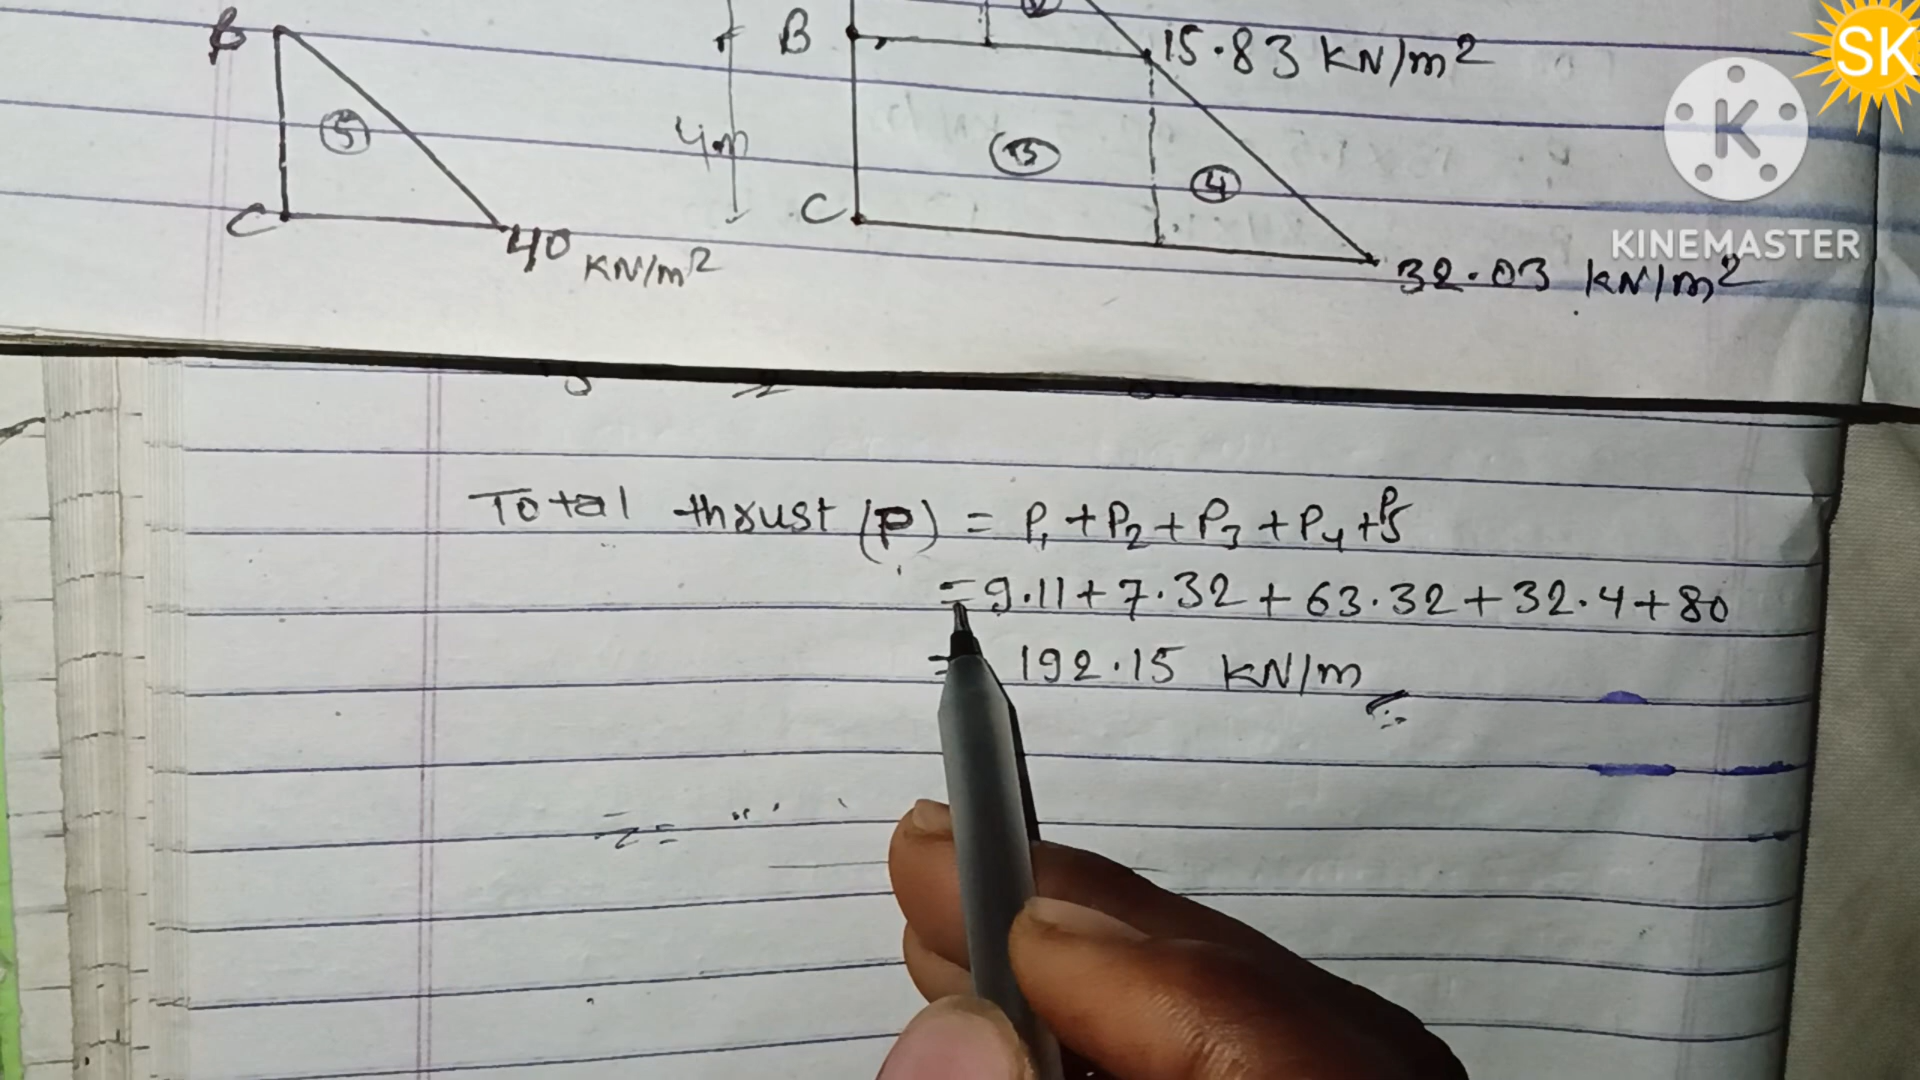 B
5
C
40 KN/m2
B
4m
C
3
4
15.83 KN/m2
32.03 kN/m2
SK
K
KINEMASTER
Total thrust (P) = P1 + P2 + P3 + P4 + P5
= 9.11 + 7.32 + 63.32 + 32.4 + 80
= 192.15 KN/m